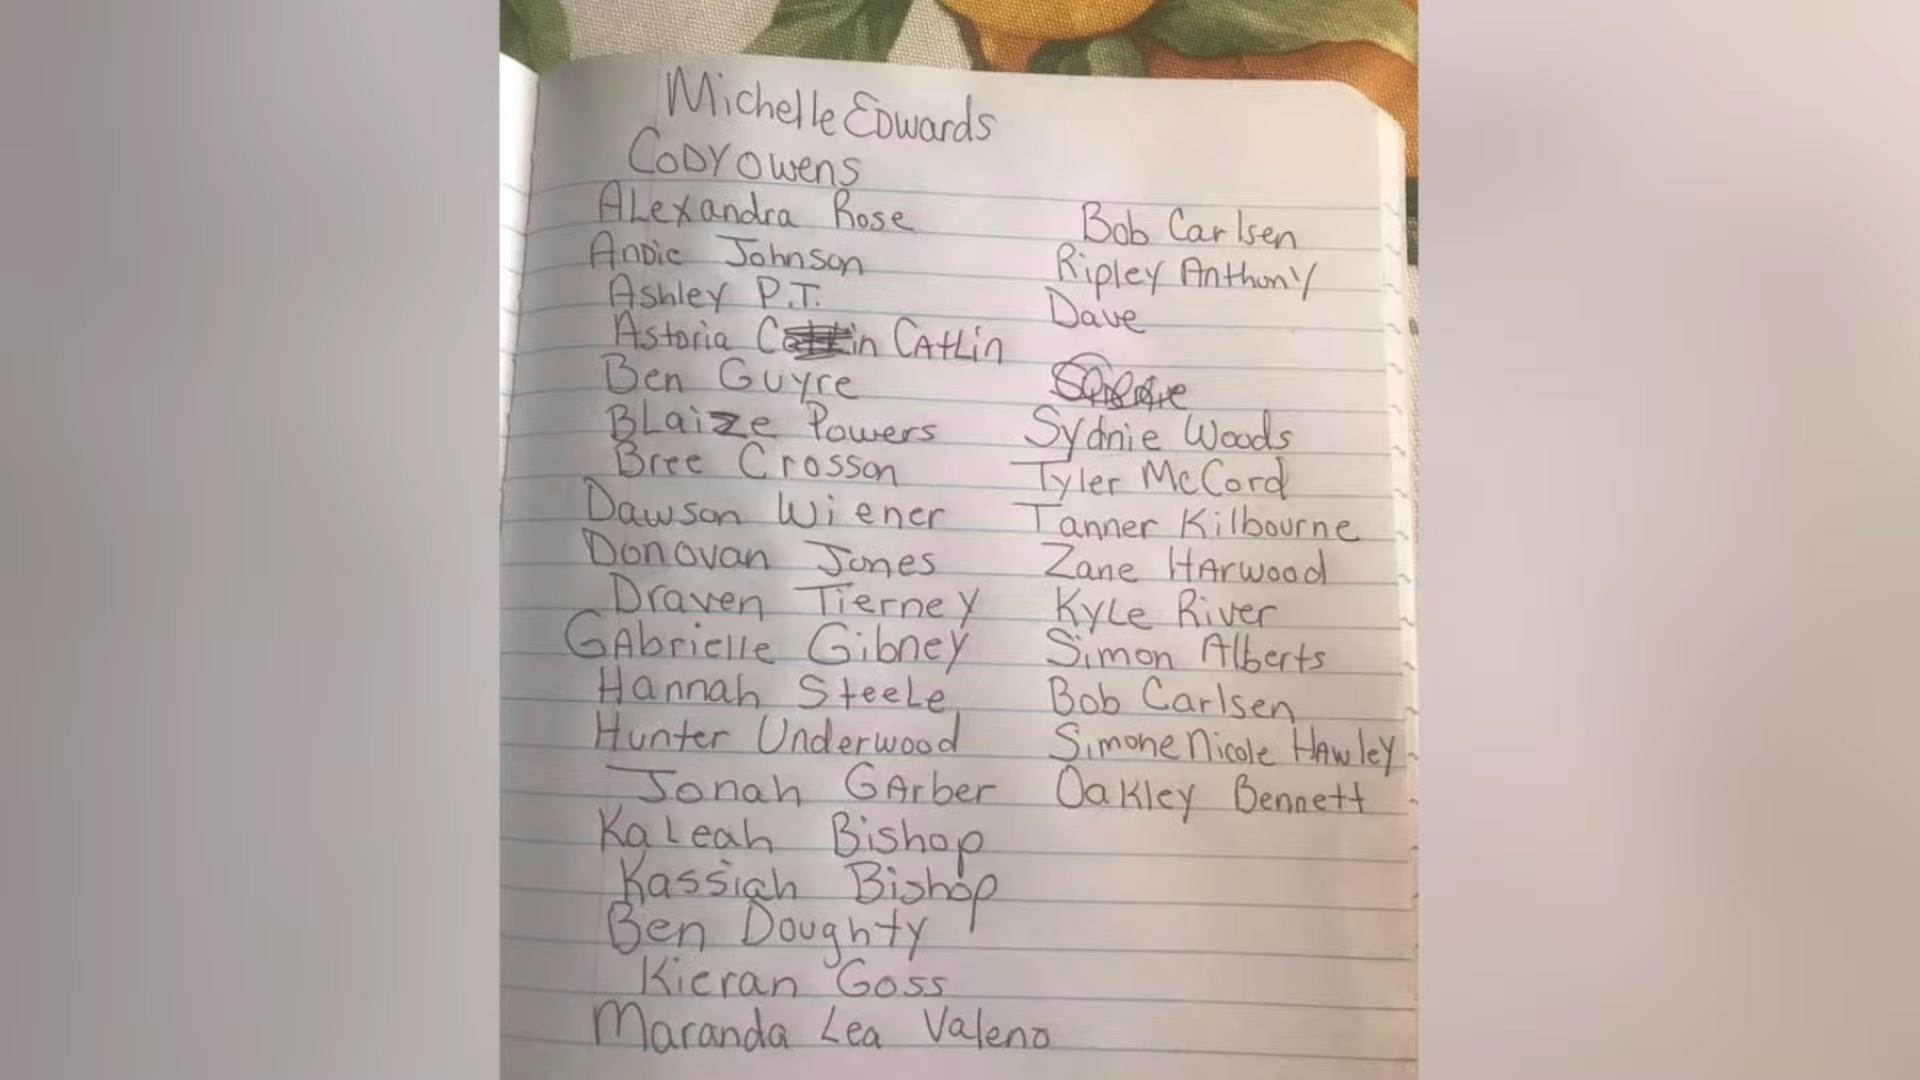 Michelle Edwards
Cody Owens
Alexandra Rose
Andie Johnson
Ashley P.T.
Astoria Catlin
Ben Guyre
Blaize Powers
Bree Crosson
Dawson Wiener
Donovan Jones
Draven Tierney
Gabrielle Gibney
Hannah Steele
Hunter Underwood
Jonah Garber
Kaleah Bishop
Kassiah Bishop
Ben Doughty
Kieran Goss
Maranda Lea Valeno
Bob Carlsen
Ripley Anthony
Dave
Sydnie Woods
Tyler McCord
Tanner Kilbourne
Zane Harwood
Kyle River
Simon Alberts
Bob Carlsen
Simone Nicole Hawley
Oakley Bennett